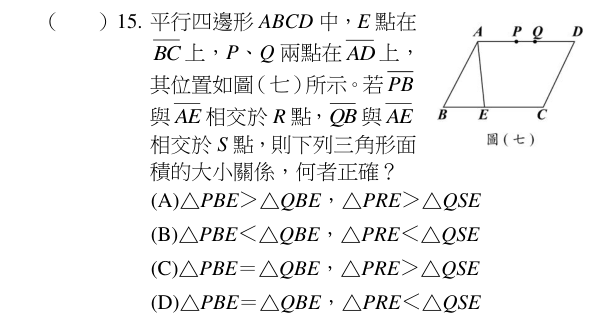 (　　) 15. 平行四邊形 ABCD 中，E 點在
BC 上，P、Q 兩點在 AD 上，
其位置如圖(七)所示。若 PB
與 AE 相交於 R 點，QB 與 AE
相交於 S 點，則下列三角形面
積的大小關係，何者正確？
(A)△PBE＞△QBE，△PRE＞△QSE
(B)△PBE＜△QBE，△PRE＜△QSE
(C)△PBE＝△QBE，△PRE＞△QSE
(D)△PBE＝△QBE，△PRE＜△QSE
A P Q D
B E C
圖(七)